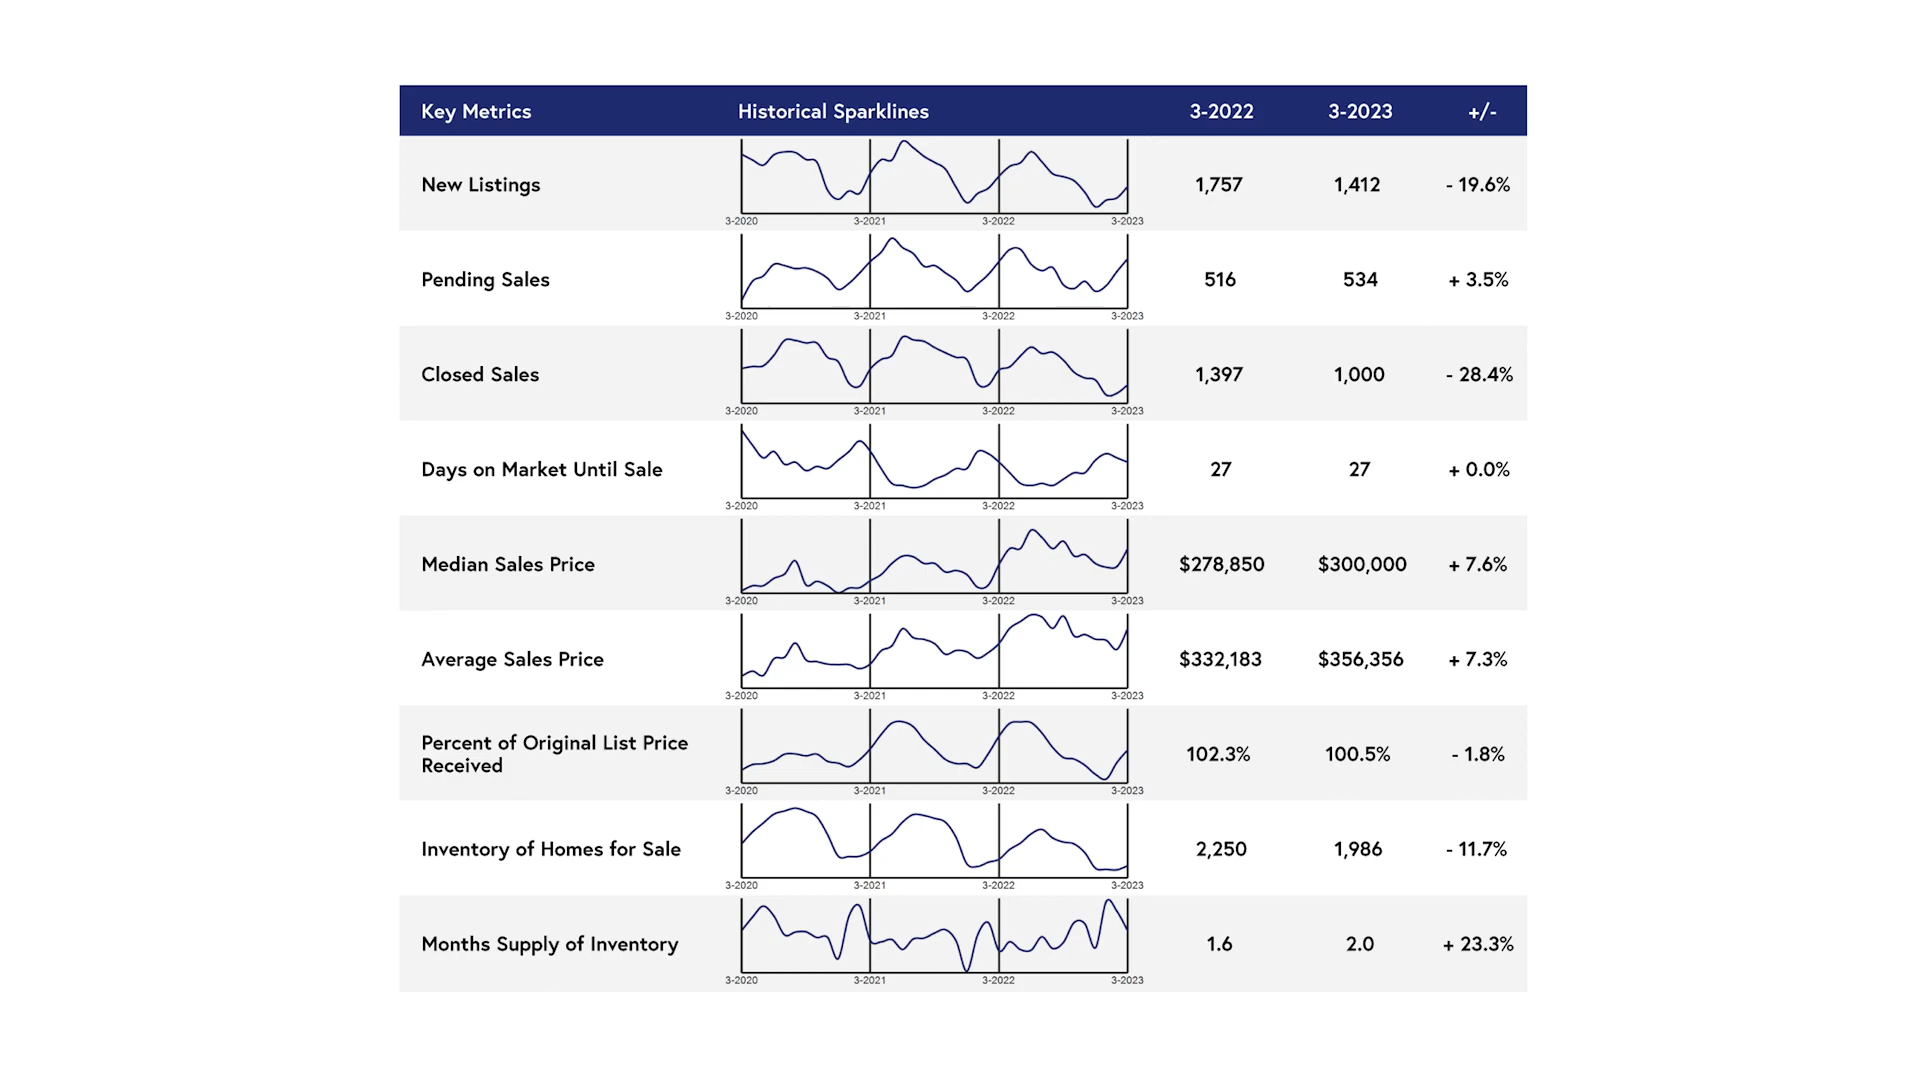 Key Metrics Historical Sparklines 3-2022 3-2023 +/-
New Listings 1,757 1,412 - 19.6%
3-2020 3-2021 3-2022 3-2023
Pending Sales 516 534 + 3.5%
3-2020 3-2021 3-2022 3-2023
Closed Sales 1,397 1,000 - 28.4%
3-2020 3-2021 3-2022 3-2023
Days on Market Until Sale 27 27 + 0.0%
3-2020 3-2021 3-2022 3-2023
Median Sales Price $278,850 $300,000 + 7.6%
3-2020 3-2021 3-2022 3-2023
Average Sales Price $332,183 $356,356 + 7.3%
3-2020 3-2021 3-2022 3-2023
Percent of Original List Price
Received 102.3% 100.5% - 1.8%
3-2020 3-2021 3-2022 3-2023
Inventory of Homes for Sale 2,250 1,986 - 11.7%
3-2020 3-2021 3-2022 3-2023
Months Supply of Inventory 1.6 2.0 + 23.3%
3-2020 3-2021 3-2022 3-2023